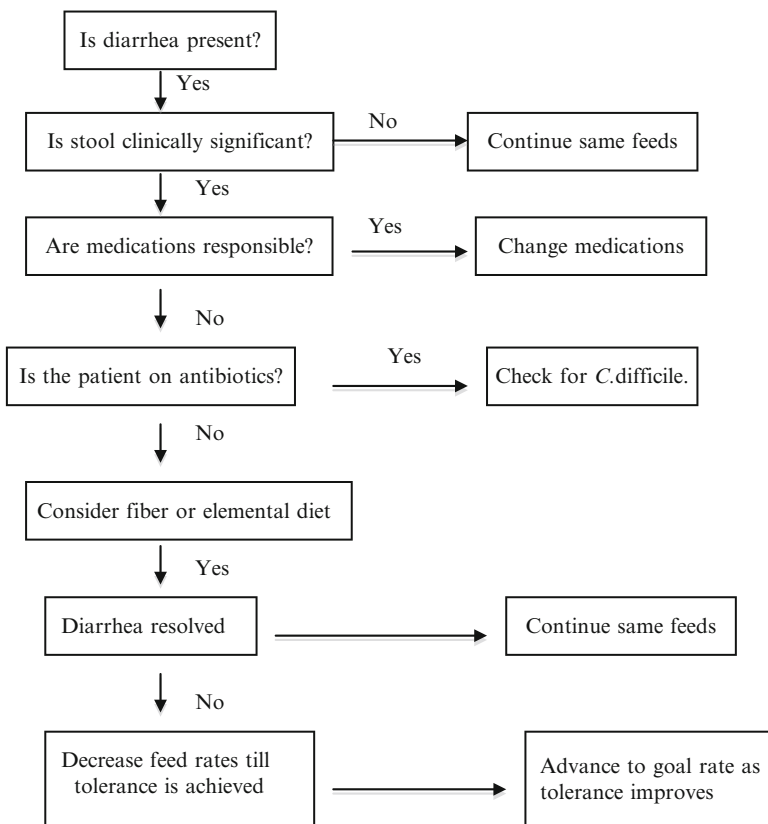 Is diarrhea present?
Yes
Is stool clinically significant?
No
Continue same feeds
Yes
Are medications responsible?
Yes
Change medications
No
Is the patient on antibiotics?
Yes
Check for C.difficile.
No
Consider fiber or elemental diet
Yes
Diarrhea resolved
Continue same feeds
No
Decrease feed rates till
tolerance is achieved
Advance to goal rate as
tolerance improves